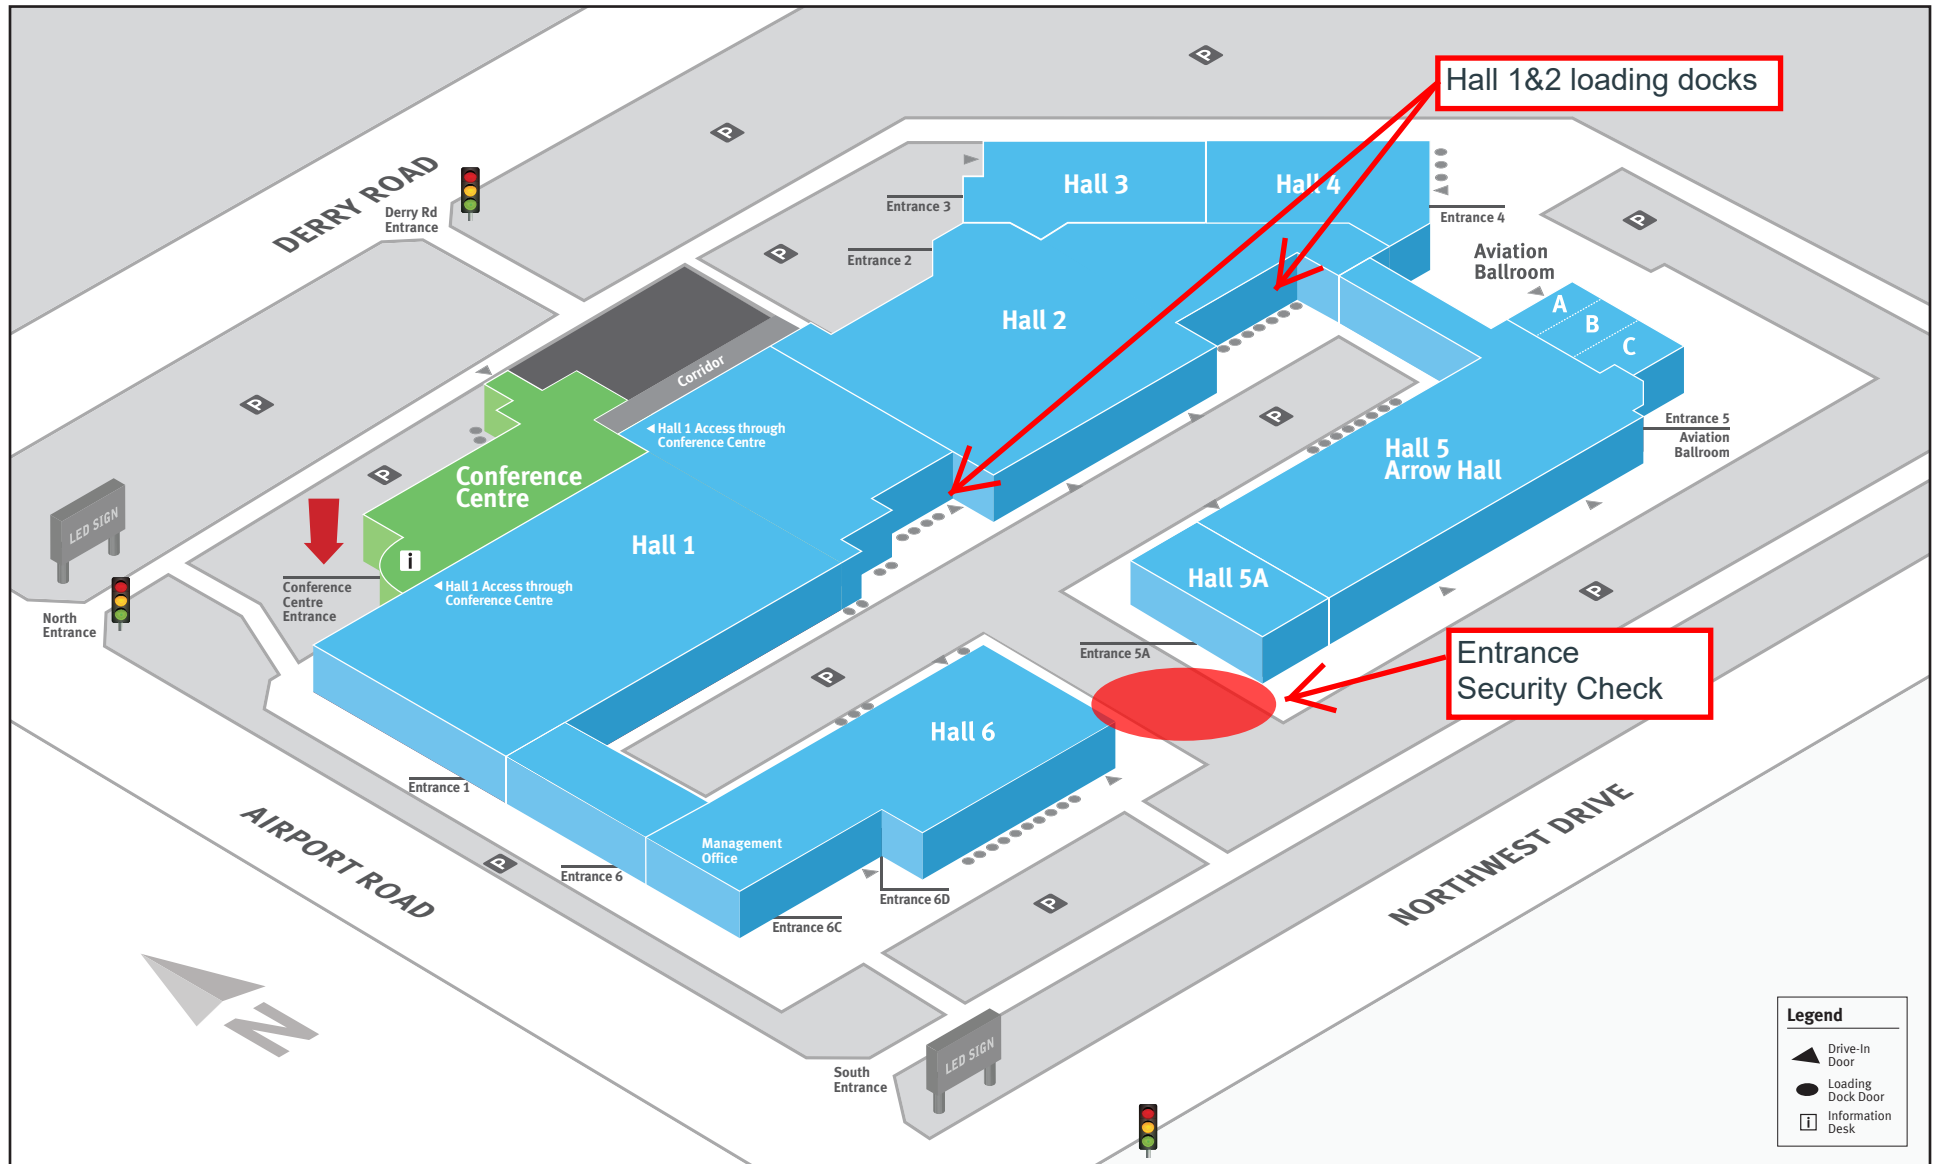 P
Hall 1&2 loading docks
P
DERRY ROAD
Derry Rd
Entrance
Hall 3
Hall 4
Entrance 3
Entrance 4
P
Entrance 2
P
Aviation
Ballroom
A
B
C
Hall 2
Corridor
P
P
Hall 1 Access through
Conference Centre
Entrance 5
Aviation
Ballroom
Hall 5
Arrow Hall
Conference
Centre
P
LED SIGN
Hall 1
i
Hall 5A
P
Conference
Centre
Entrance
Hall 1 Access through
Conference Centre
North
Entrance
Entrance 5A
Entrance
Security Check
P
Hall 6
Entrance 1
AIRPORT ROAD
NORTHWEST DRIVE
Management
Office
P
Entrance 6
Entrance 6D
P
Entrance 6C
N
LED SIGN
South
Entrance
Legend
Drive-In
Door
Loading
Dock Door
i
Information
Desk